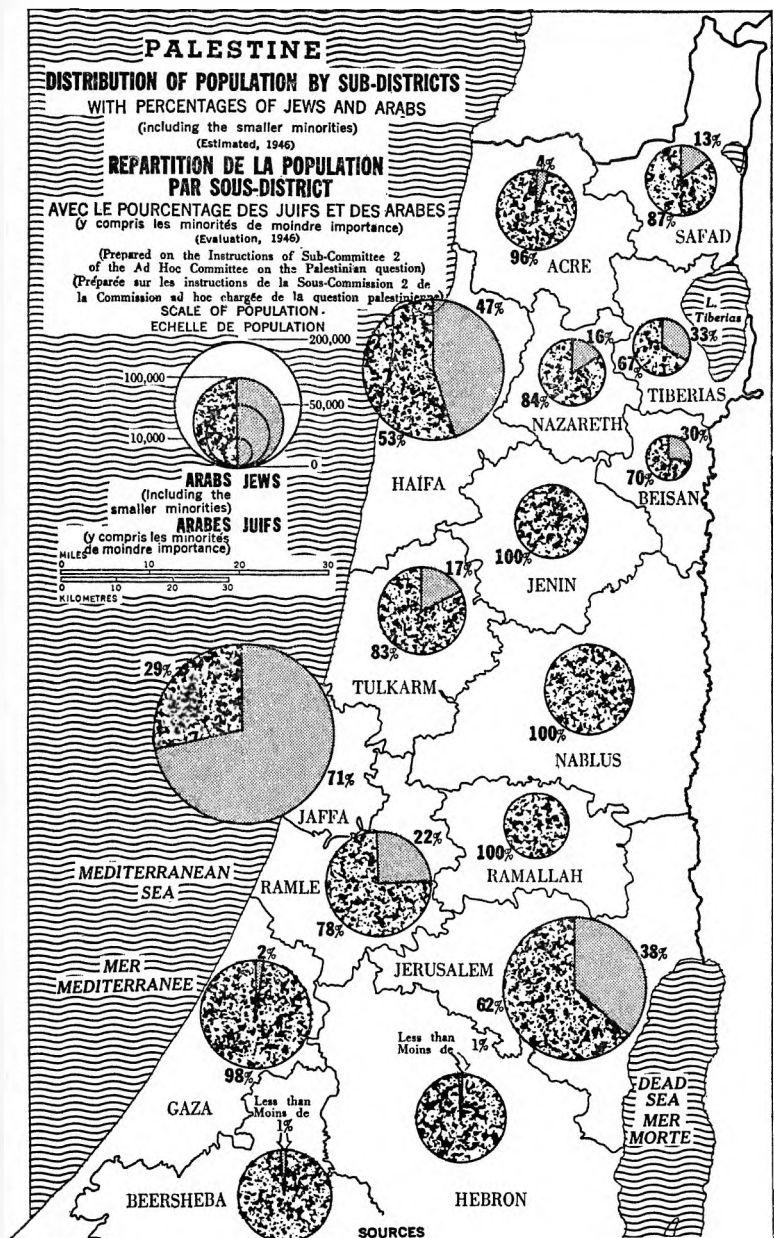 PALESTINE
DISTRIBUTION OF POPULATION BY SUB-DISTRICTS
WITH PERCENTAGES OF JEWS AND ARABS
(including the smaller minorities)
(Estimated, 1946)
REPARTITION DE LA POPULATION
PAR SOUS-DISTRICT
AVEC LE POURCENTAGE DES JUIFS ET DES ARABES
(y compris les minorités de moindre importance)
(Evaluation, 1946)
(Prepared on the Instructions of Sub-Committee 2
of the Ad Hoc Committee on the Palestinian question)
(Préparée sur les instructions de la Sous-Commission 2 de
la Commission ad hoc chargée de la question palestinienne)
SCALE OF POPULATION -
ECHELLE DE POPULATION
200,000
100,000
50,000
10,000
0
ARABS JEWS
(Including the
smaller minorities)
ARABES JUIFS
(y compris les minorités
de moindre importance)
MILES
0 10 20 30
0 10 20 30
KILOMETRES
4%
96%
ACRE
13%
87%
SAFAD
L.
Tiberias
47%
53%
HAÏFA
16%
84%
NAZARETH
33%
67%
TIBERIAS
30%
70%
BEISAN
100%
JENIN
17%
83%
TULKARM
100%
NABLUS
29%
71%
JAFFA
100%
RAMALLAH
22%
RAMLE
78%
MEDITERRANEAN
SEA
MER
MEDITERRANEE
JERUSALEM
38%
62%
2%
98%
GAZA
Less than
Moins de
1%
HEBRON
Less than
Moins de
1%
BEERSHEBA
DEAD
SEA
MER
MORTE
SOURCES